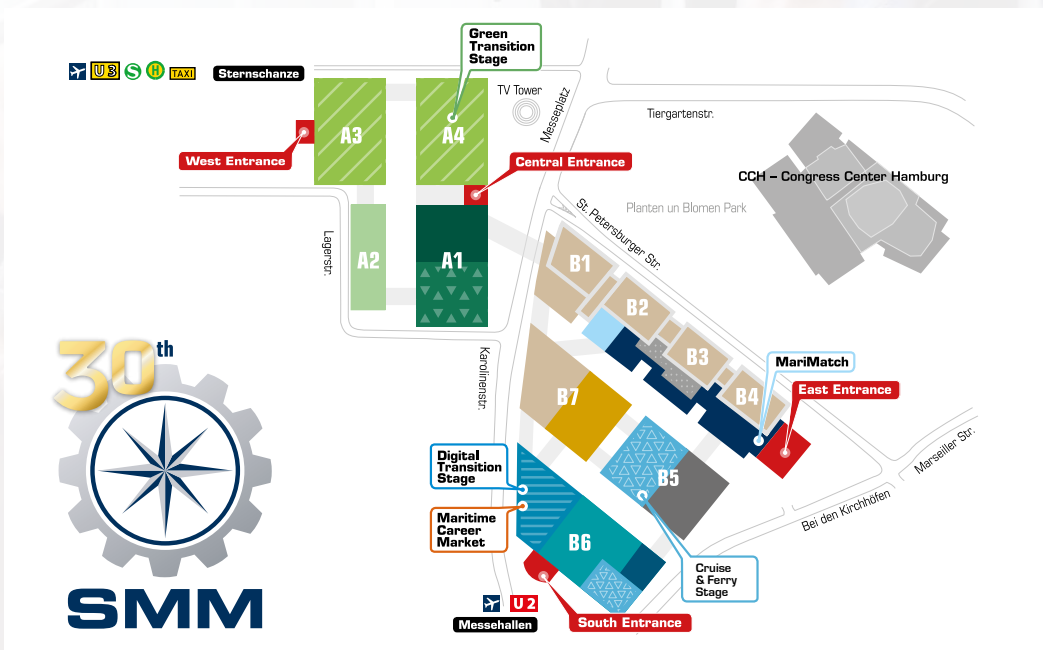 Green
Transition
Stage
U3
S
H
TAXI
Sternschanze
TV Tower
Messeplatz
Tiergartenstr.
A3
A4
West Entrance
Central Entrance
CCH – Congress Center Hamburg
Planten un Blomen Park
St. Petersburger Str.
Lagerstr.
A2
A1
B1
B2
B3
B4
MariMatch
East Entrance
30th
Karolinenstr.
B7
Digital
Transition
Stage
Maritime
Career
Market
B5
B6
Marseiller Str.
Bei den Kirchhöfen
Cruise
& Ferry
Stage
SMM
U2
Messehallen
South Entrance